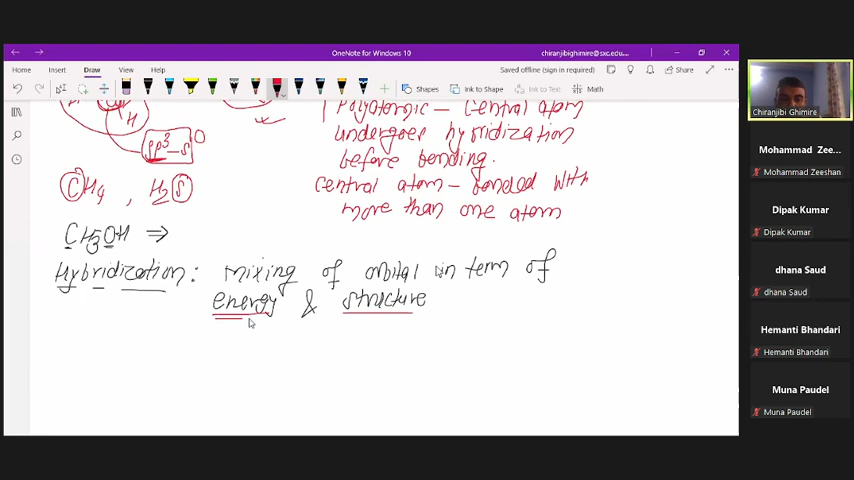 OneNote for Windows 10
chiranjibighimire@sxc.edu....
Home Insert Draw View Help
Saved offline (sign in required)
Share
Shapes
Ink to Shape
Ink to Text
Math
Polyatomic - Central atom
undergoes hybridization
before bonding.
sp3-s
H
CH4, H2S
Central atom - bonded with
more than one atom
CH3OH ⇒
Hybridization: mixing of orbital in term of
energy & structure
Chiranjibi Ghimire
Mohammad Zee...
Mohammad Zeeshan
Dipak Kumar
Dipak Kumar
dhana Saud
dhana Saud
Hemanti Bhandari
Hemanti Bhandari
Muna Paudel
Muna Paudel